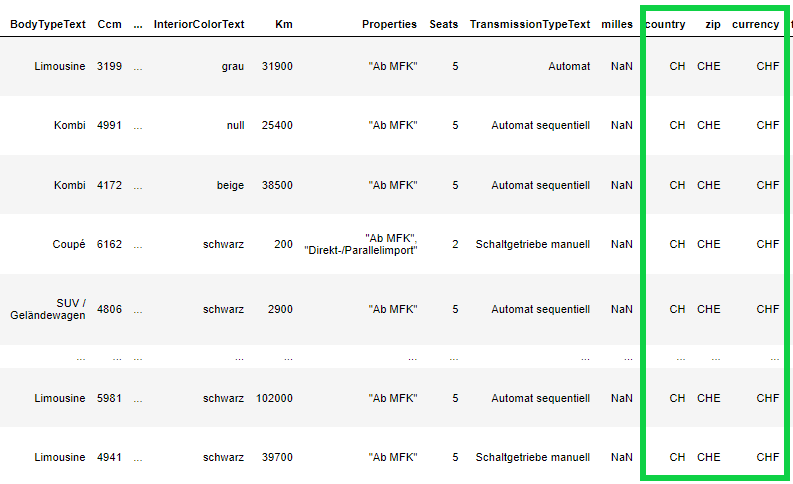 BodyTypeText Ccm ... InteriorColorText Km Properties Seats TransmissionTypeText milles NaN country zip currency
Limousine 3199 ... grau 31900 "Ab MFK" 5 Automat NaN CH CHE CHF
Kombi 4991 ... null 25400 "Ab MFK" 5 Automat sequentiell NaN CH CHE CHF
Kombi 4172 ... beige 38500 "Ab MFK" 5 Automat sequentiell NaN CH CHE CHF
Coupé 6162 ... schwarz 200 "Ab MFK", "Direkt-/Parallelimport" 2 Schaltgetriebe manuell NaN CH CHE CHF
SUV / Geländewagen 4806 ... schwarz 2900 "Ab MFK" 5 Automat sequentiell NaN CH CHE CHF
... ... ... ... ... ... ... ... ... ... ... ...
Limousine 5981 ... schwarz 102000 "Ab MFK" 5 Automat sequentiell NaN CH CHE CHF
Limousine 4941 ... schwarz 39700 "Ab MFK" 5 Schaltgetriebe manuell NaN CH CHE CHF